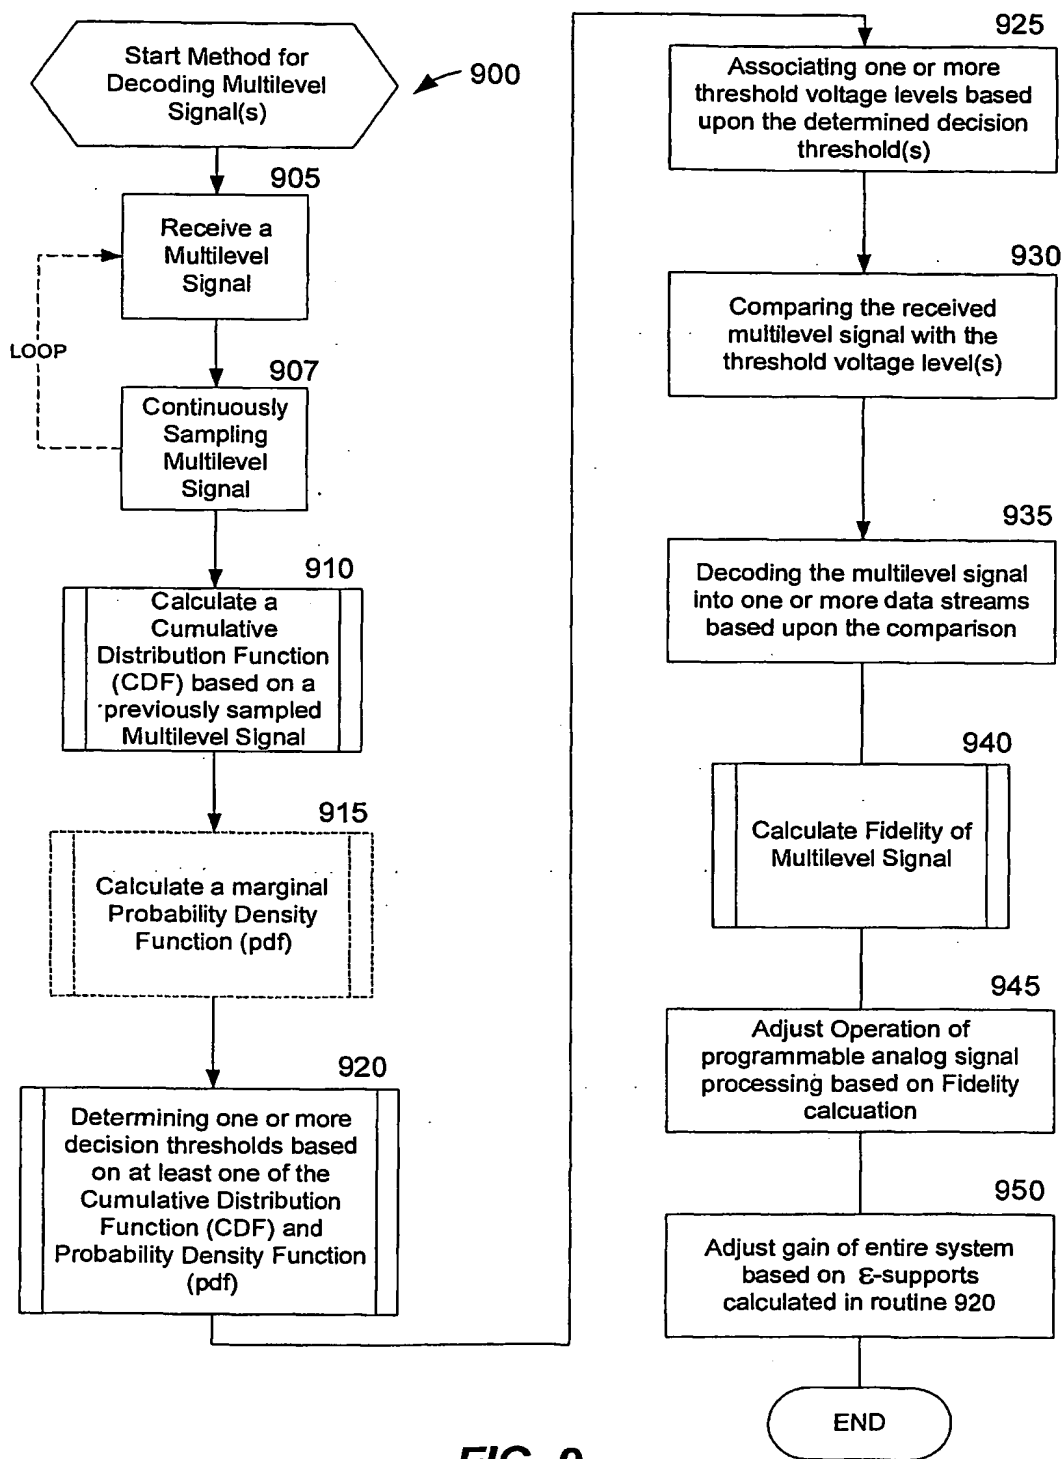 Start Method for
Decoding Multilevel
Signal(s)
900
905
Receive a
Multilevel
Signal
LOOP
907
Continuously
Sampling
Multilevel
Signal
910
Calculate a
Cumulative
Distribution Function
(CDF) based on a
previously sampled
Multilevel Signal
915
Calculate a marginal
Probability Density
Function (pdf)
920
Determining one or more
decision thresholds based
on at least one of the
Cumulative Distribution
Function (CDF) and
Probability Density Function
(pdf)
925
Associating one or more
threshold voltage levels based
upon the determined decision
threshold(s)
930
Comparing the received
multilevel signal with the
threshold voltage level(s)
935
Decoding the multilevel signal
into one or more data streams
based upon the comparison
940
Calculate Fidelity of
Multilevel Signal
945
Adjust Operation of
programmable analog signal
processing based on Fidelity
calcuation
950
Adjust gain of entire system
based on ε-supports
calculated in routine 920
END
FIG. 9